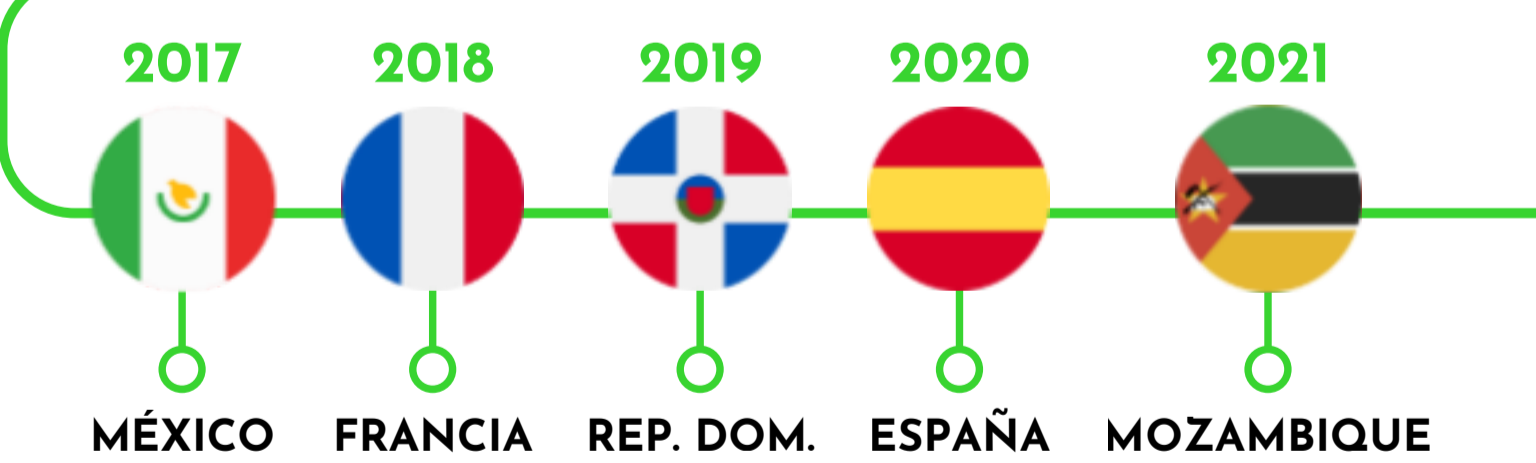 2017 2018 2019 2020 2021
MÉXICO FRANCIA REP. DOM. ESPAÑA MOZAMBIQUE